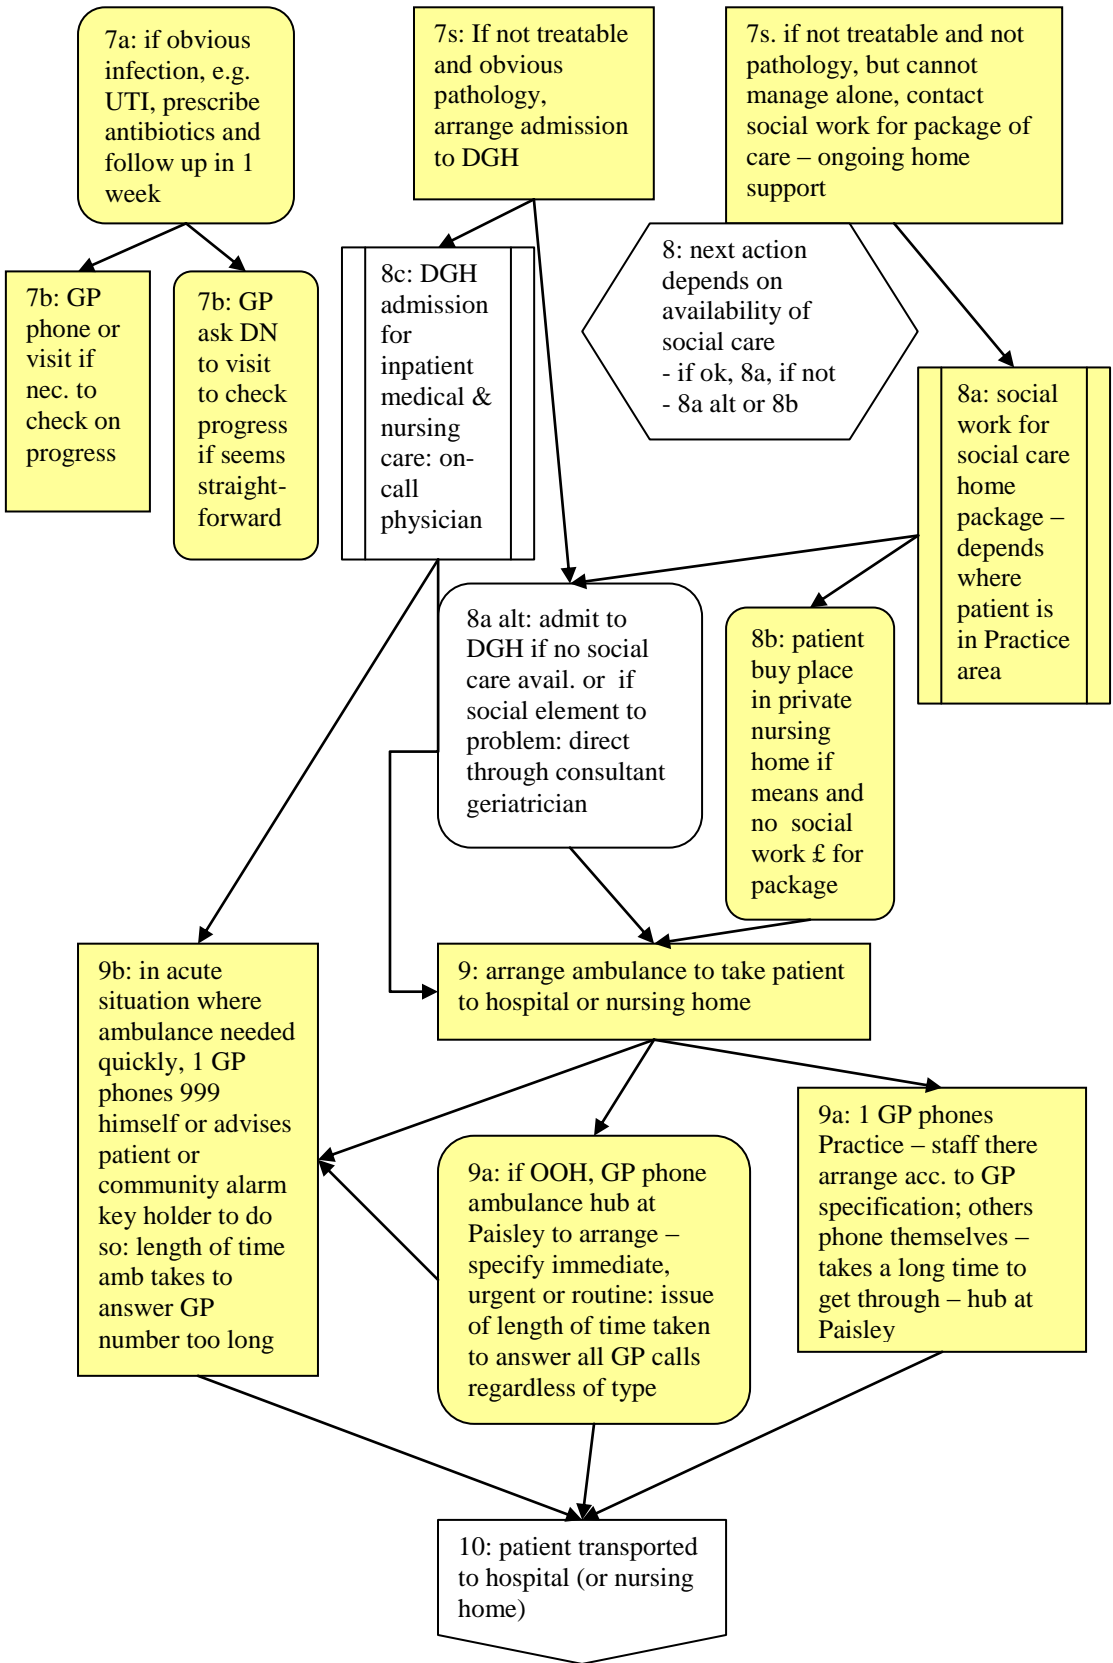 7a: if obvious
infection, e.g.
UTI, prescribe
antibiotics and
follow up in 1
week
7s: If not treatable
and obvious
pathology,
arrange admission
to DGH
7s. if not treatable and not
pathology, but cannot
manage alone, contact
social work for package of
care – ongoing home
support
7b: GP
phone or
visit if
nec. to
check on
progress
7b: GP
ask DN
to visit
to check
progress
if seems
straight-
forward
8c: DGH
admission
for
inpatient
medical &
nursing
care: on-
call
physician
8: next action
depends on
availability of
social care
- if ok, 8a, if not
- 8a alt or 8b
8a: social
work for
social care
home
package –
depends
where
patient is
in Practice
area
8a alt: admit to
DGH if no social
care avail. or  if
social element to
problem: direct
through consultant
geriatrician
8b: patient
buy place
in private
nursing
home if
means and
no  social
work £ for
package
9b: in acute
situation where
ambulance needed
quickly, 1 GP
phones 999
himself or advises
patient or
community alarm
key holder to do
so: length of time
amb takes to
answer GP
number too long
9: arrange ambulance to take patient
to hospital or nursing home
9a: if OOH, GP phone
ambulance hub at
Paisley to arrange –
specify immediate,
urgent or routine: issue
of length of time taken
to answer all GP calls
regardless of type
9a: 1 GP phones
Practice – staff there
arrange acc. to GP
specification; others
phone themselves –
takes a long time to
get through – hub at
Paisley
10: patient transported
to hospital (or nursing
home)